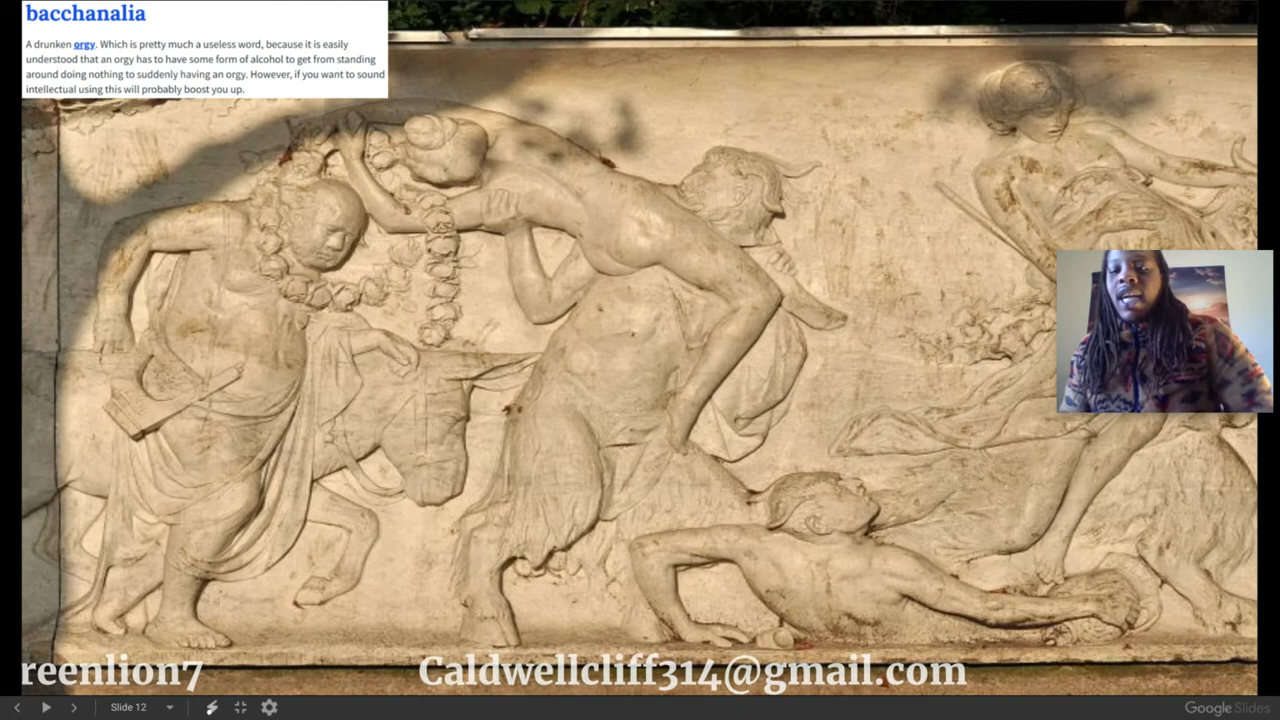 bacchanalia
A drunken orgy. Which is pretty much a useless word, because it is easily
understood that an orgy has to have some form of alcohol to get from standing
around doing nothing to suddenly having an orgy. However, if you want to sound
intellectual using this will probably boost you up.
reenlion7 Caldwellcliff314@gmail.com
Slide 12
Google Slides